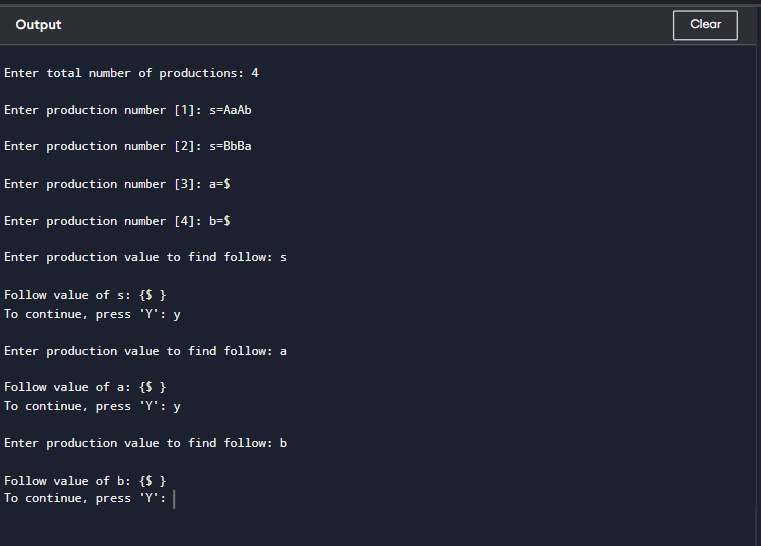 Output
Clear
Enter total number of productions: 4
Enter production number [1]: s=AaAb
Enter production number [2]: s=BbBa
Enter production number [3]: a=$
Enter production number [4]: b=$
Enter production value to find follow: s
Follow value of s: {$ }
To continue, press 'Y': y
Enter production value to find follow: a
Follow value of a: {$ }
To continue, press 'Y': y
Enter production value to find follow: b
Follow value of b: {$ }
To continue, press 'Y':